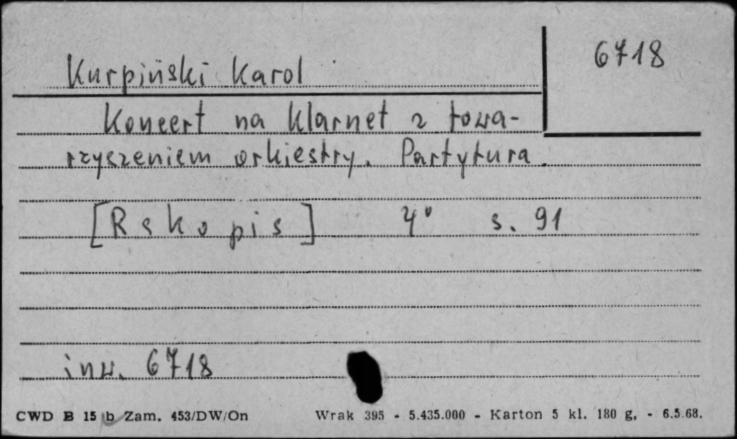 6718
Kurpiński Karol
Koncert na klarnet z towa-
rzyszeniem orkiestry. Partytura.
[Rękopis] 4° s. 91
inw. 6718
CWD B 15 b Zam. 453/DW/On Wrak 395 - 5.435.000 - Karton 5 kl. 180 g. - 6.5.68.